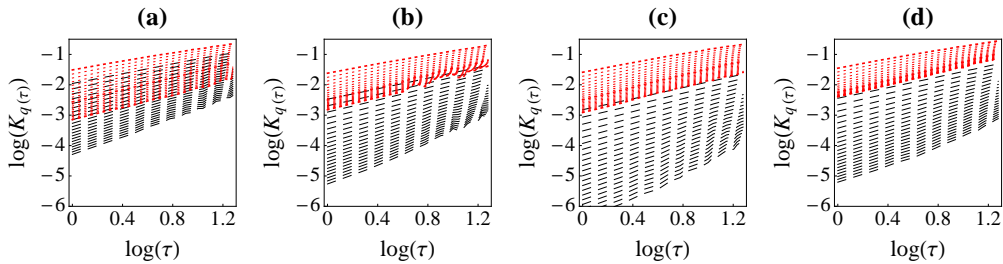 (a) (b) (c) (d)
log(K_q(τ)) log(K_q(τ)) log(K_q(τ)) log(K_q(τ))
−1 −1 −1 −1
−2 −2 −2 −2
−3 −3 −3 −3
−4 −4 −4 −4
−5 −5 −5 −5
−6 −6 −6 −6
0 0.4 0.8 1.2 0 0.4 0.8 1.2 0 0.4 0.8 1.2 0 0.4 0.8 1.2
log(τ) log(τ) log(τ) log(τ)